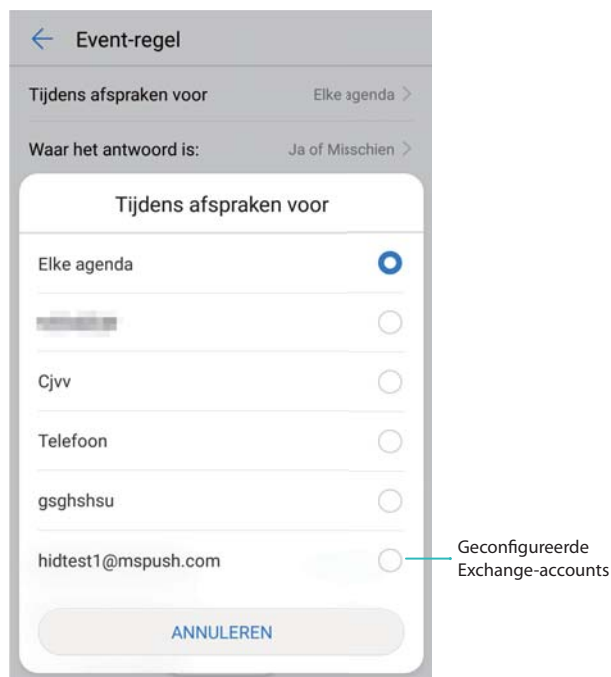 Event-regel
Tijdens afspraken voor Elke agenda
Waar het antwoord is: Ja of Misschien
Tijdens afspraken voor
Elke agenda
Cjvv
Telefoon
gsghshsu
hidtest1@mspush.com
Geconfigureerde
Exchange-accounts
ANNULEREN